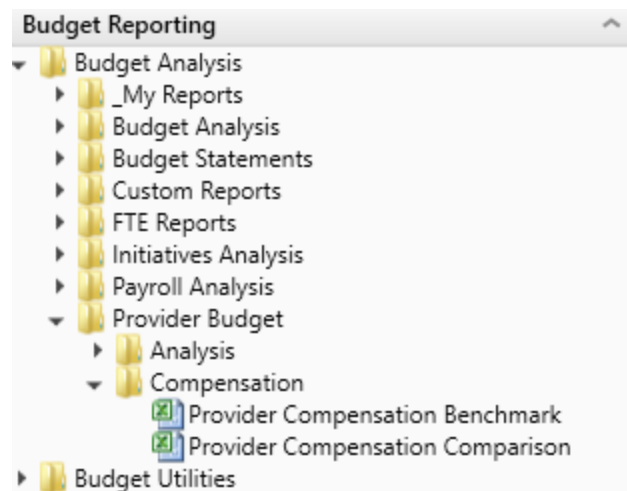 Budget Reporting
Budget Analysis
_My Reports
Budget Analysis
Budget Statements
Custom Reports
FTE Reports
Initiatives Analysis
Payroll Analysis
Provider Budget
Analysis
Compensation
Provider Compensation Benchmark
Provider Compensation Comparison
Budget Utilities